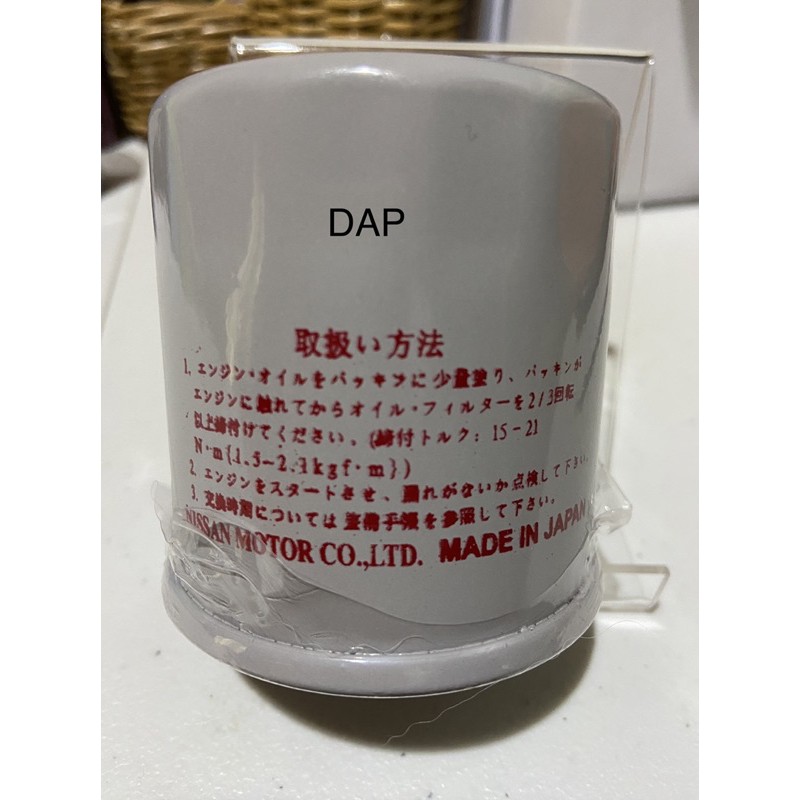 DAP
取扱い方法
1. エンジン・オイルをパッキンに少量塗り、パッキンが
エンジンに触れてからオイル・フィルターを2/3回転
以上締付けてください。(締付トルク: 15-21
N·m{1.5-2.1kgf·m})
2. エンジンをスタートさせ、漏れがないか点検して下さい。
3. 交換時期については整備手帳を参照して下さい。
NISSAN MOTOR CO.,LTD. MADE IN JAPAN